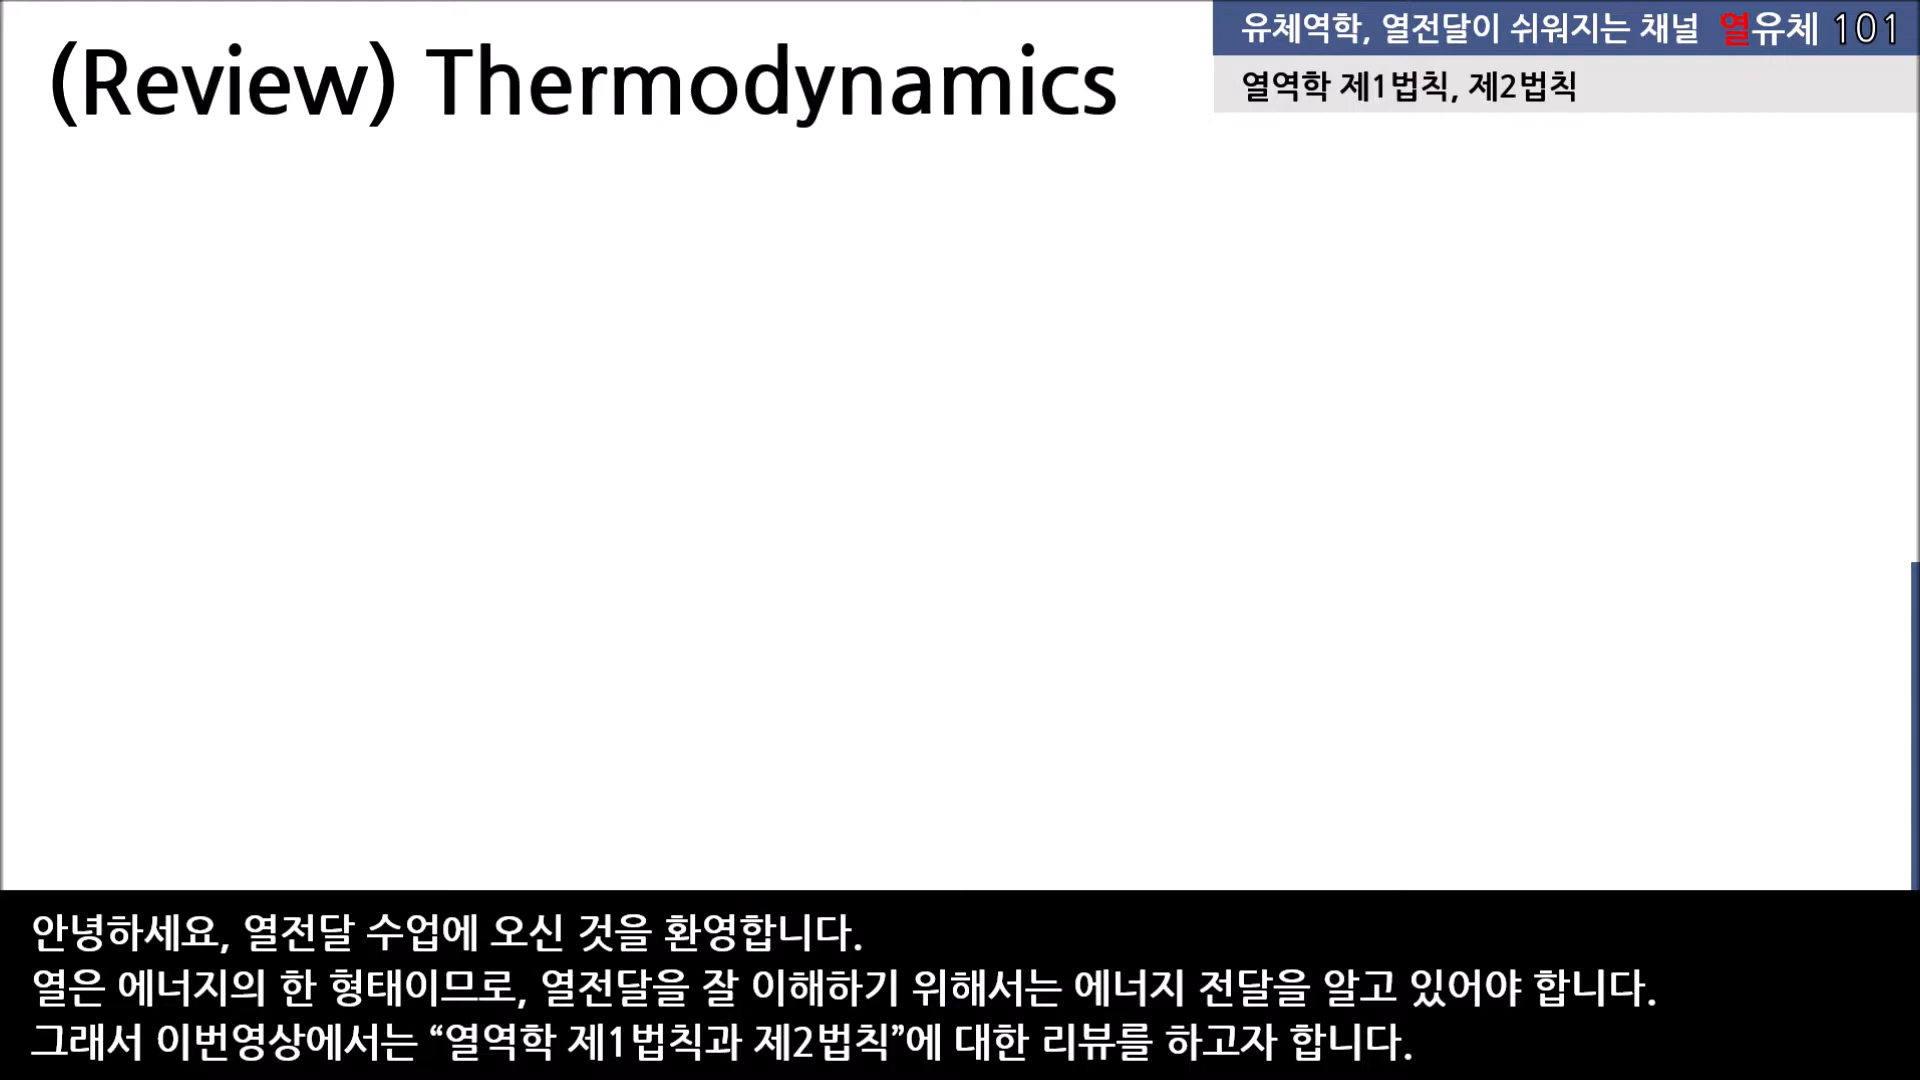 (Review) Thermodynamics
유체역학, 열전달이 쉬워지는 채널 열유체 101
열역학 제1법칙, 제2법칙
안녕하세요, 열전달 수업에 오신 것을 환영합니다.
열은 에너지의 한 형태이므로, 열전달을 잘 이해하기 위해서는 에너지 전달을 알고 있어야 합니다.
그래서 이번영상에서는 “열역학 제1법칙과 제2법칙”에 대한 리뷰를 하고자 합니다.